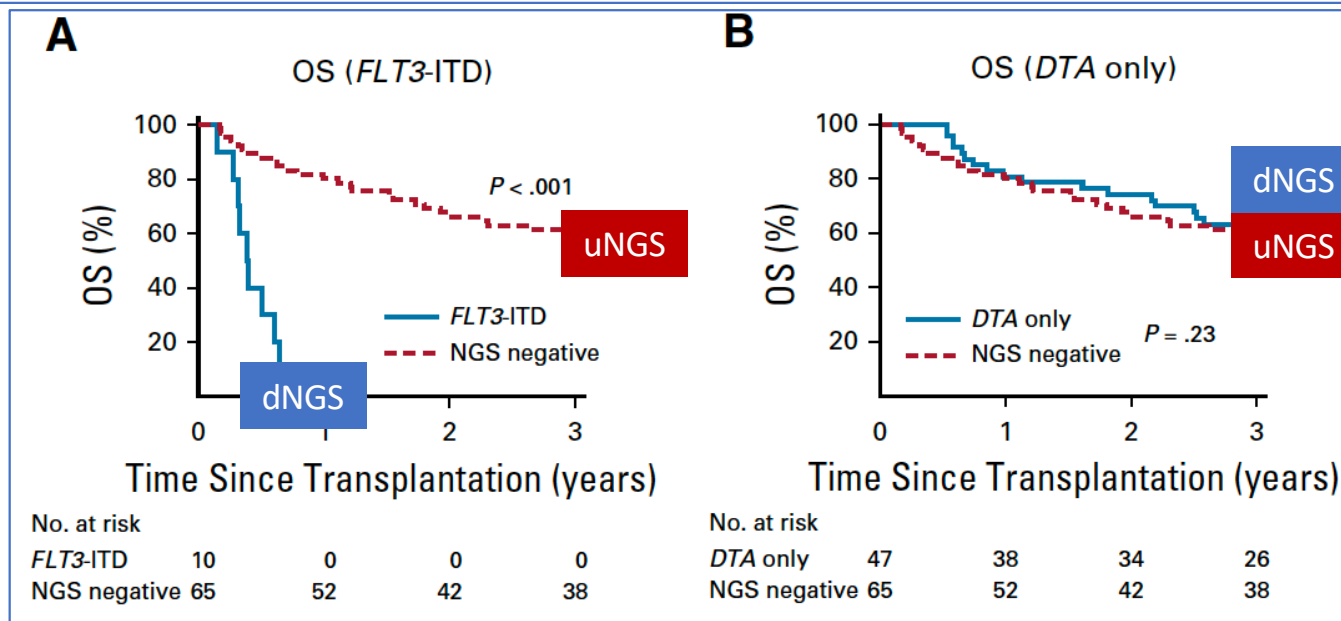 A
OS (FLT3-ITD)
OS (%)
100
80
60
40
20
P < .001
uNGS
FLT3-ITD
NGS negative
dNGS
0 1 2 3
Time Since Transplantation (years)
No. at risk
FLT3-ITD 10 0 0 0
NGS negative 65 52 42 38
B
OS (DTA only)
OS (%)
100
80
60
40
20
dNGS
uNGS
DTA only
NGS negative
P = .23
0 1 2 3
Time Since Transplantation (years)
No. at risk
DTA only 47 38 34 26
NGS negative 65 52 42 38